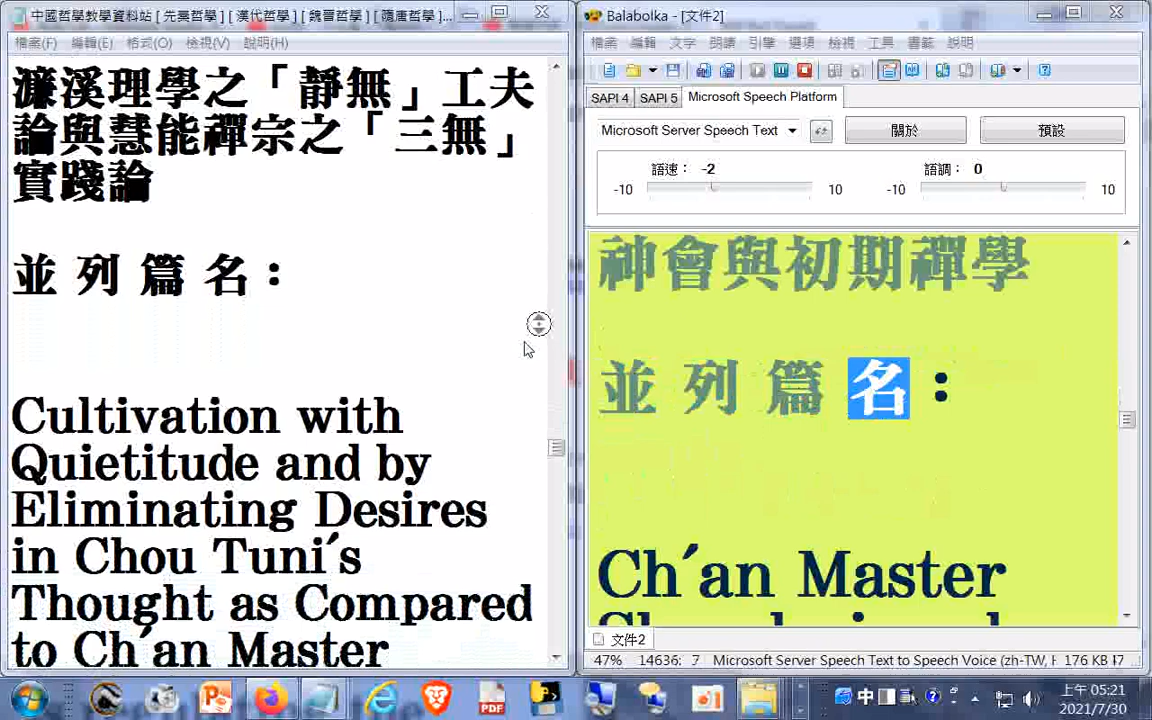 中國哲學教學資料站 [ 先秦哲學 ] [ 漢代哲學 ] [ 魏晉哲學 ] [ 隋唐哲學 ]...
檔案(F) 編輯(E) 格式(O) 檢視(V) 說明(H)
濂溪理學之「靜無」工夫
論與慧能禪宗之「三無」
實踐論
並 列 篇 名：
Cultivation with
Quietitude and by
Eliminating Desires
in Chou Tuni′s
Thought as Compared
to Ch′an Master
Balabolka - [文件2]
檔案 編輯 文字 朗讀 引擎 選項 檢視 工具 書籤 說明
SAPI 4 SAPI 5 Microsoft Speech Platform
Microsoft Server Speech Text 關於 預設
語速： -2 語調： 0
-10 10 -10 10
神會與初期禪學
並 列 篇 名：
Ch′an Master
文件2
47% 14636: 7 Microsoft Server Speech Text to Speech Voice (zh-TW, 176 KB
中
上午 05:21
2021/7/30